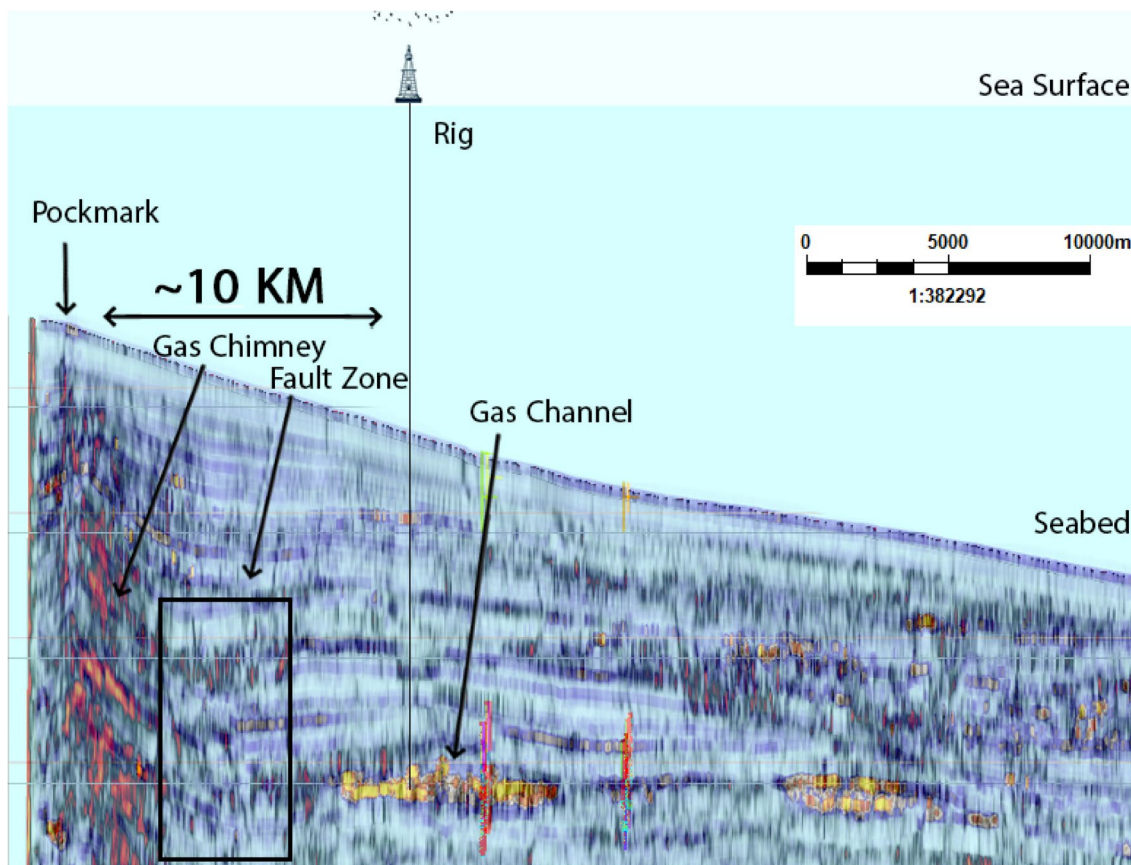 Sea Surface
Rig
Pockmark
0 5000 10000m
1:382292
~10 KM
Gas Chimney
Fault Zone
Gas Channel
Seabed